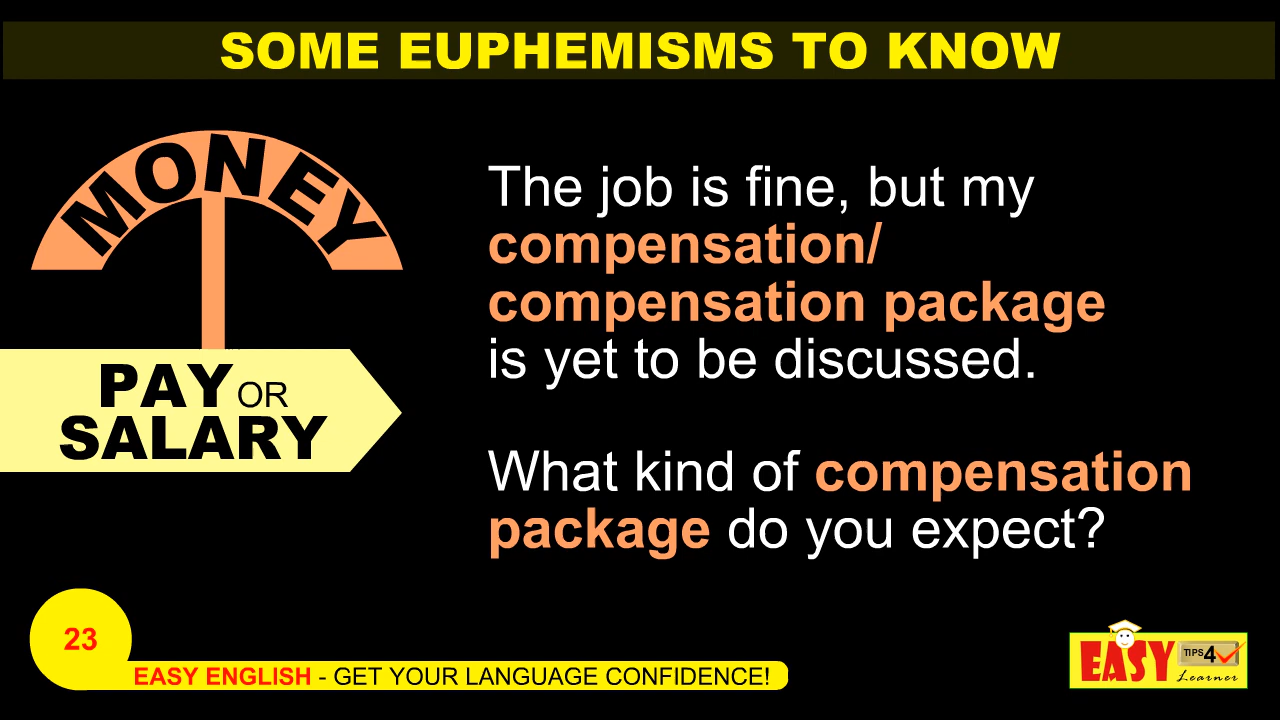 SOME EUPHEMISMS TO KNOW
MONEY
PAY OR
SALARY
The job is fine, but my
compensation/
compensation package
is yet to be discussed.
What kind of compensation
package do you expect?
23
EASY ENGLISH - GET YOUR LANGUAGE CONFIDENCE!
EASY TIPS 4
Learner